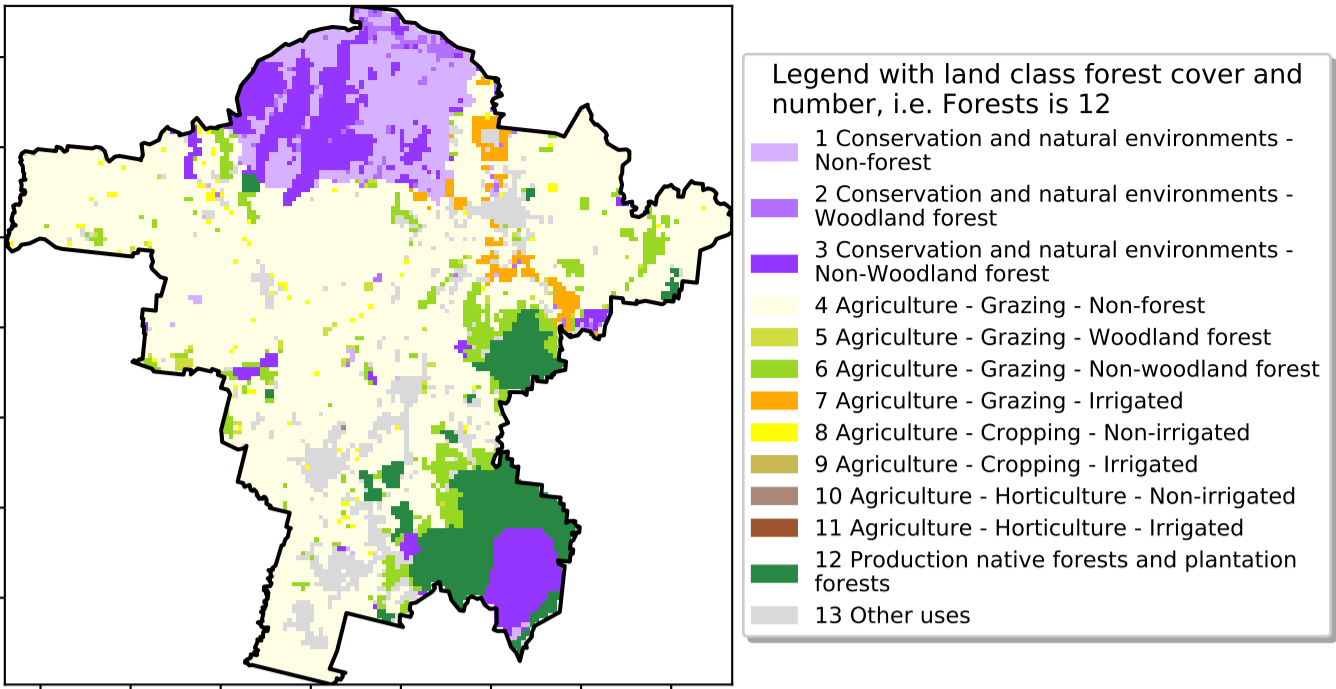 Legend with land class forest cover and
number, i.e. Forests is 12
1 Conservation and natural environments -
Non-forest
2 Conservation and natural environments -
Woodland forest
3 Conservation and natural environments -
Non-Woodland forest
4 Agriculture - Grazing - Non-forest
5 Agriculture - Grazing - Woodland forest
6 Agriculture - Grazing - Non-woodland forest
7 Agriculture - Grazing - Irrigated
8 Agriculture - Cropping - Non-irrigated
9 Agriculture - Cropping - Irrigated
10 Agriculture - Horticulture - Non-irrigated
11 Agriculture - Horticulture - Irrigated
12 Production native forests and plantation
forests
13 Other uses